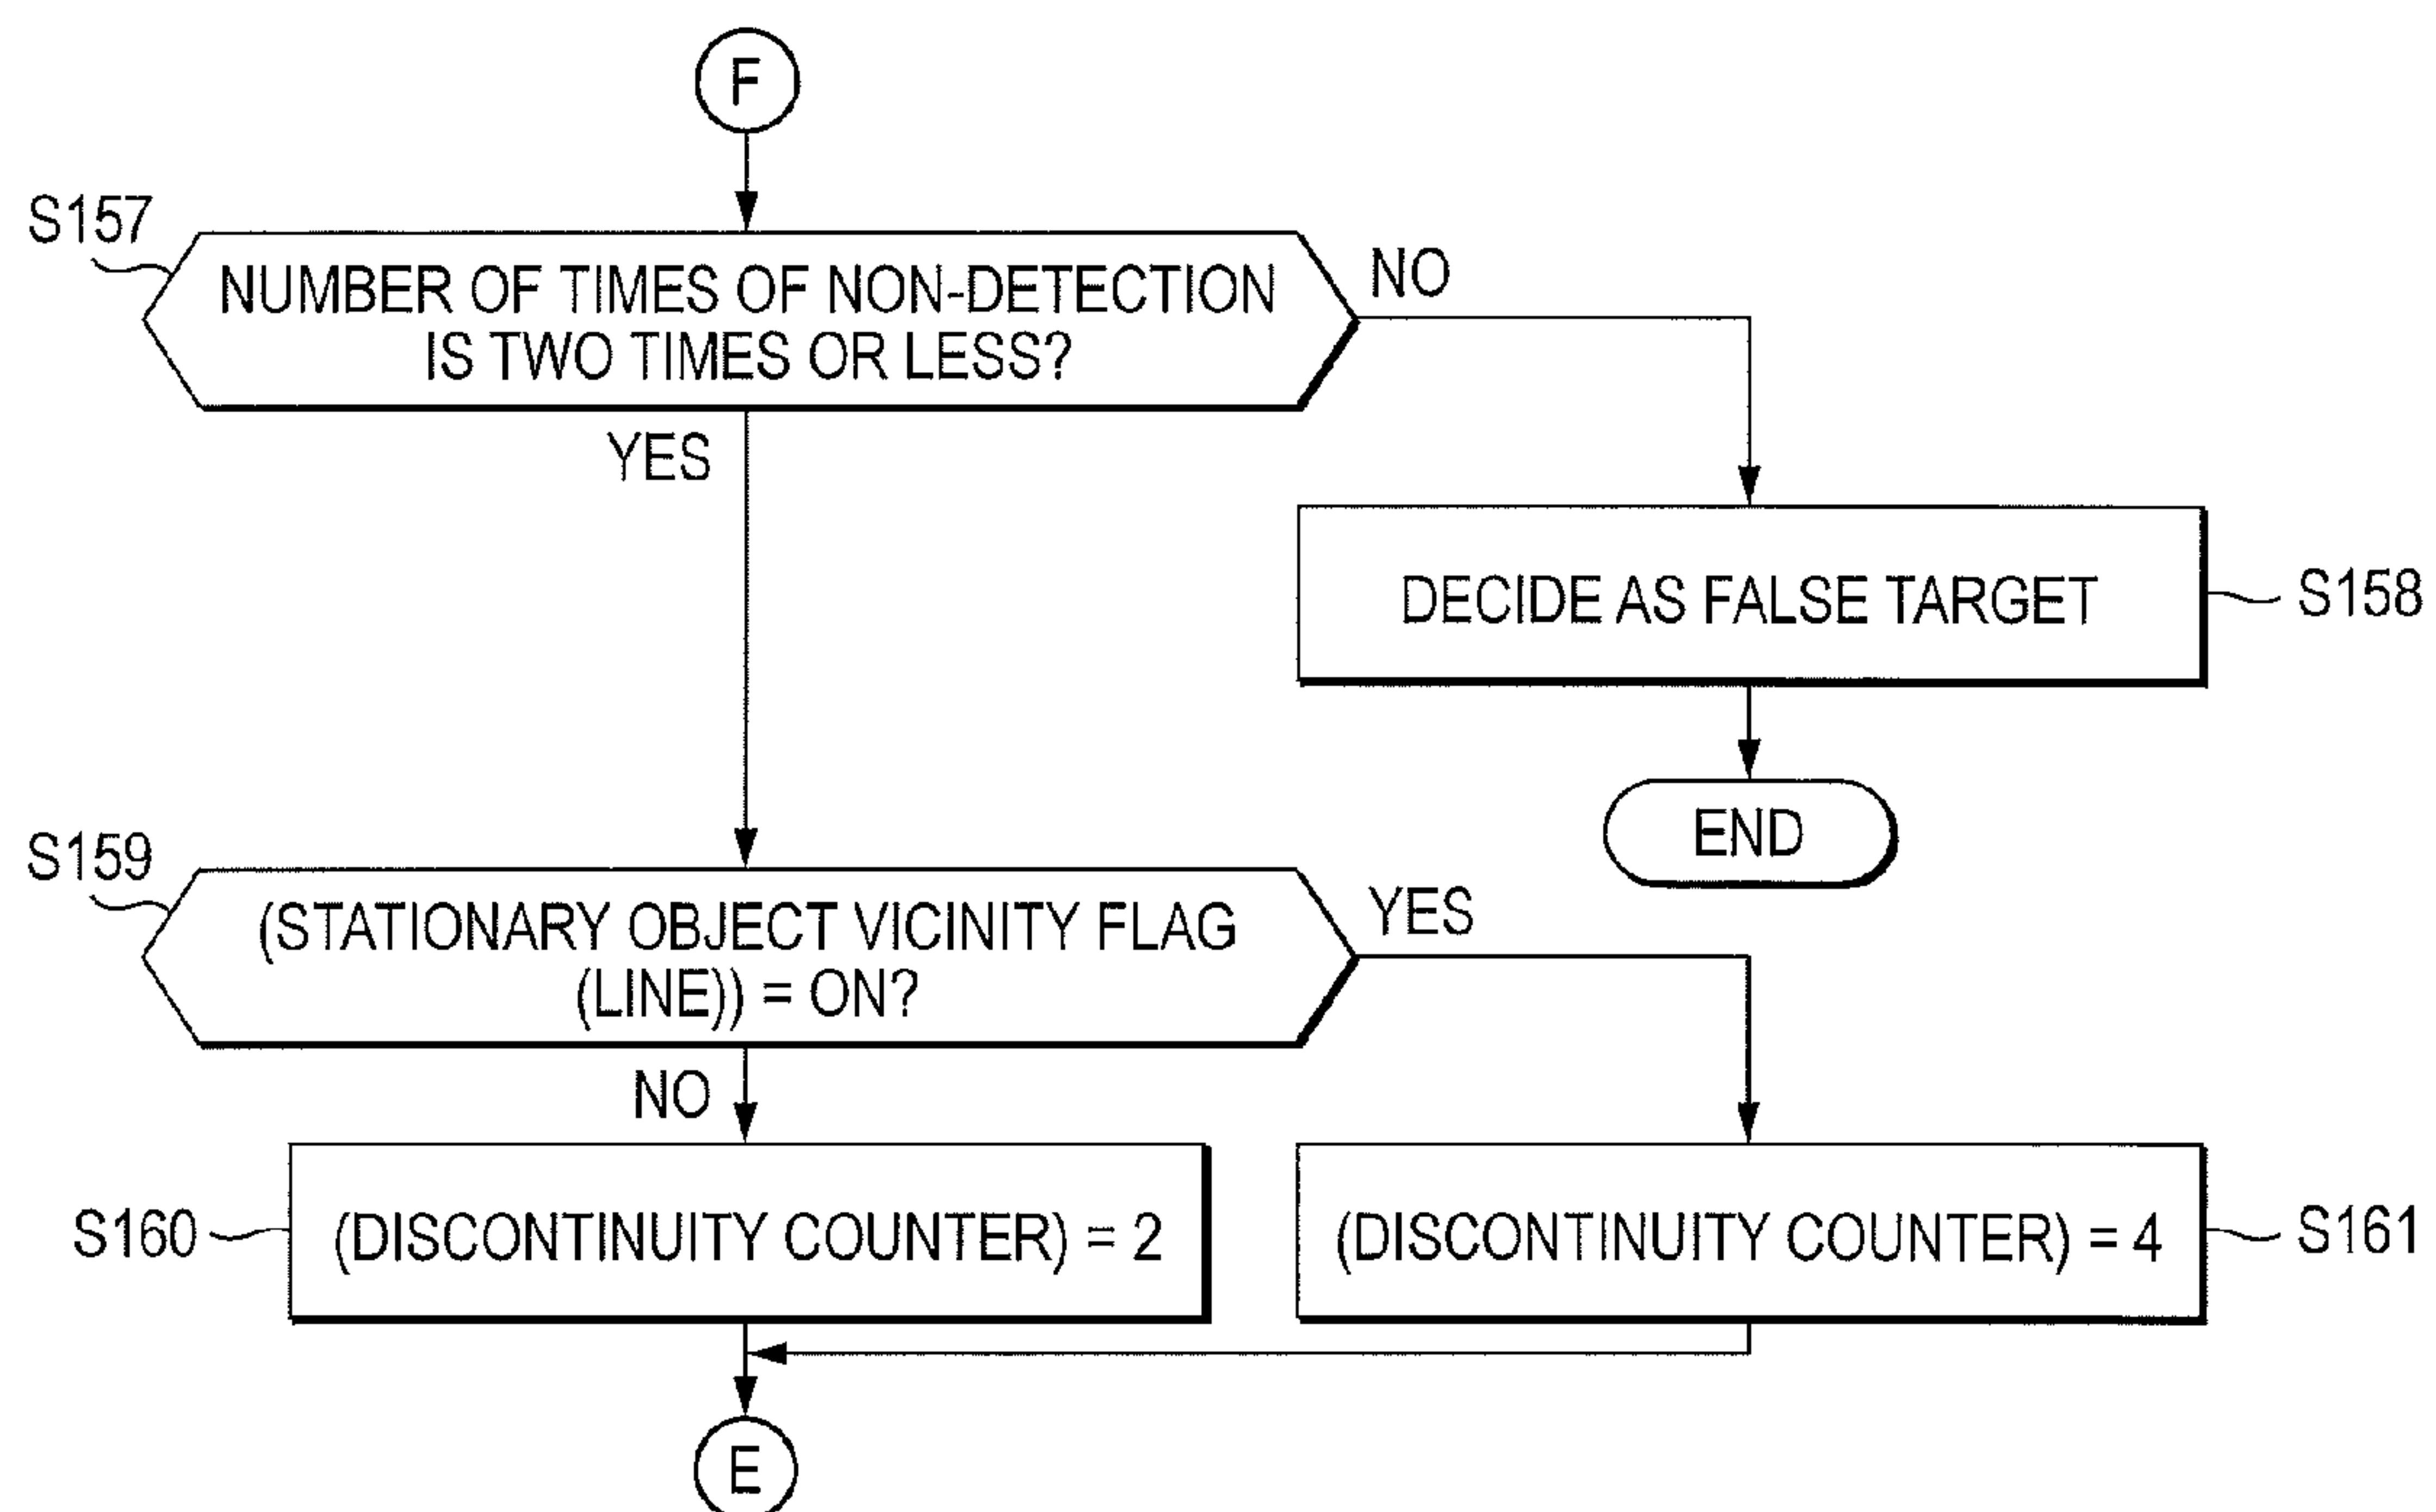 F
S157
NUMBER OF TIMES OF NON-DETECTION
IS TWO TIMES OR LESS?
NO
YES
DECIDE AS FALSE TARGET
S158
END
S159
(STATIONARY OBJECT VICINITY FLAG
(LINE)) = ON?
YES
NO
S160
(DISCONTINUITY COUNTER) = 2
(DISCONTINUITY COUNTER) = 4
S161
E